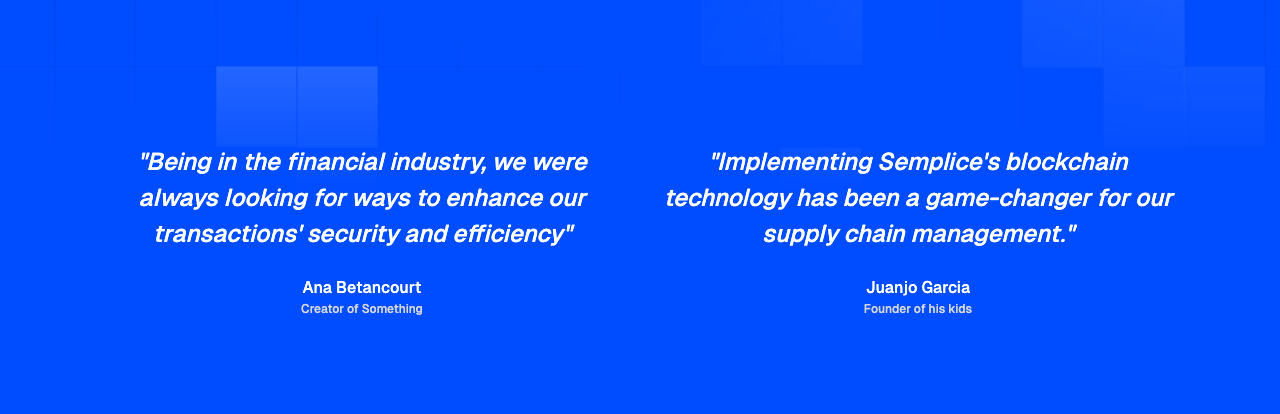 "Being in the financial industry, we were
always looking for ways to enhance our
transactions' security and efficiency"
Ana Betancourt
Creator of Something
"Implementing Semplice's blockchain
technology has been a game-changer for our
supply chain management."
Juanjo Garcia
Founder of his kids